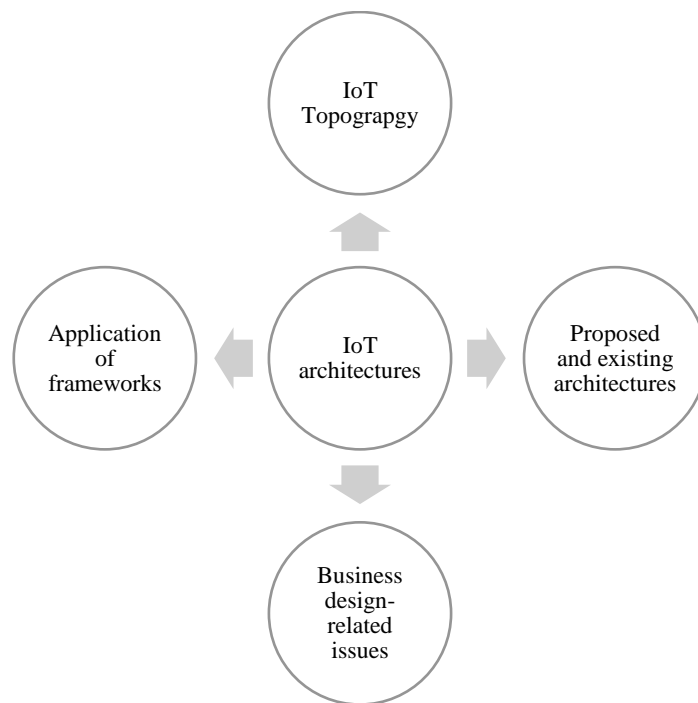 IoT
Topograpgy
Application
of
frameworks
IoT
architectures
Proposed
and existing
architectures
Business
design-
related
issues